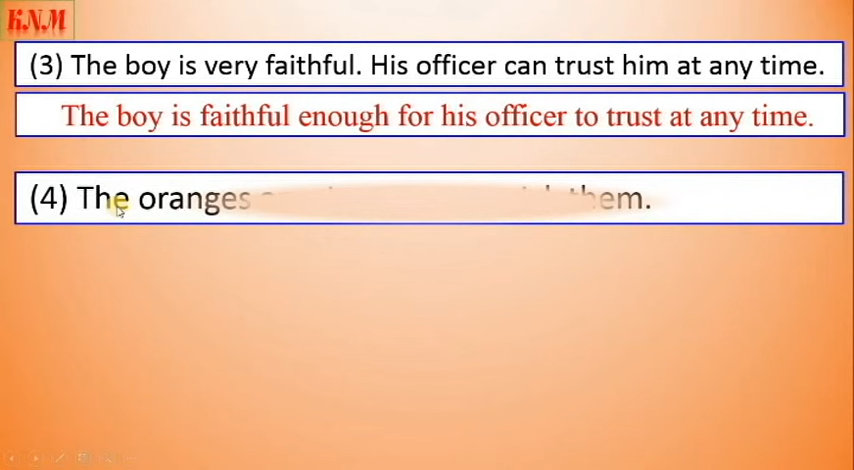 KNM
(3) The boy is very faithful. His officer can trust him at any time.
The boy is faithful enough for his officer to trust at any time.
(4) The oranges them.